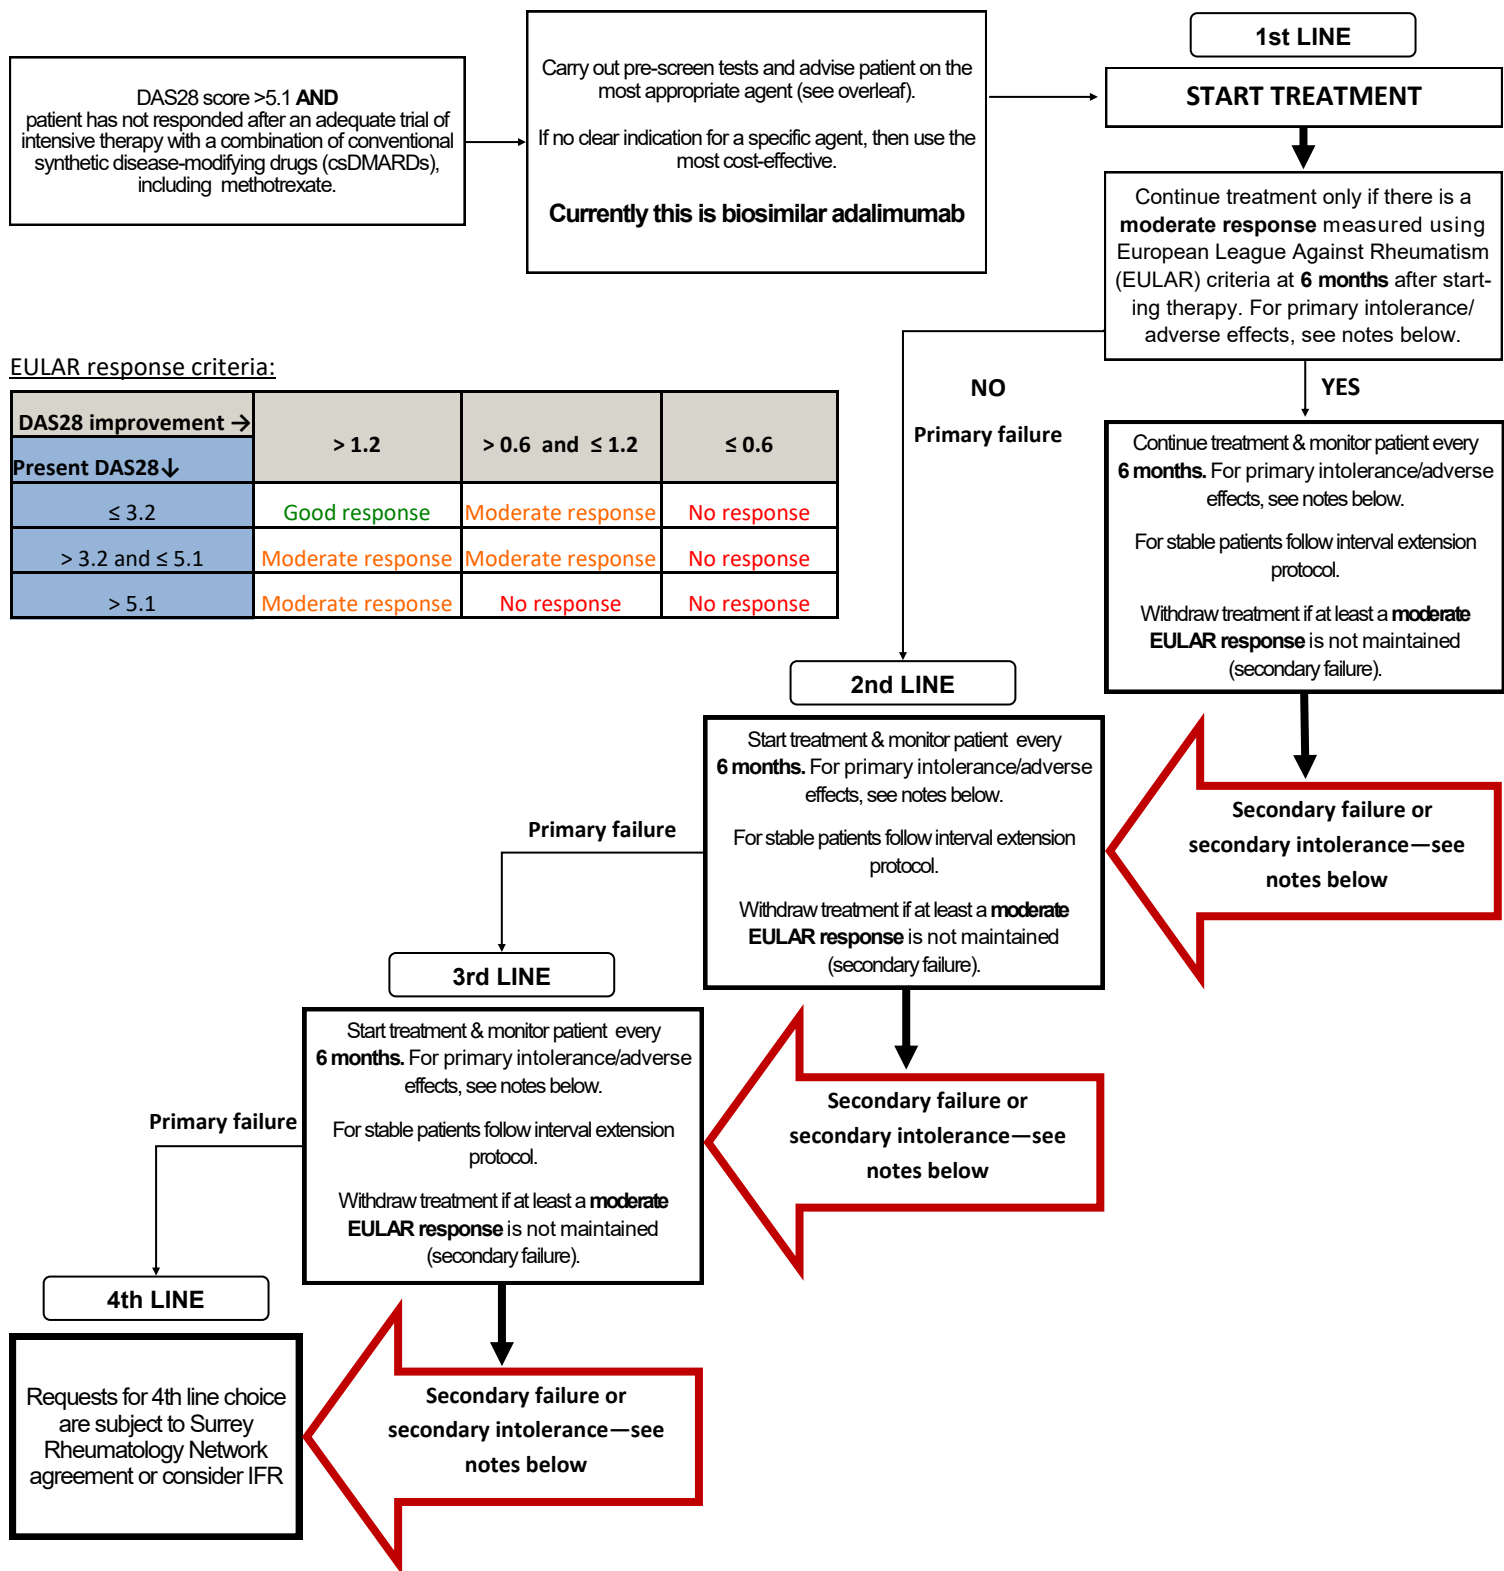 DAS28 score >5.1 AND
patient has not responded after an adequate trial of
intensive therapy with a combination of conventional
synthetic disease-modifying drugs (csDMARDs),
including methotrexate.
Carry out pre-screen tests and advise patient on the
most appropriate agent (see overleaf).
If no clear indication for a specific agent, then use the
most cost-effective.
Currently this is biosimilar adalimumab
1st LINE
START TREATMENT
Continue treatment only if there is a
moderate response measured using
European League Against Rheumatism
(EULAR) criteria at 6 months after start-
ing therapy. For primary intolerance/
adverse effects, see notes below.
NO
Primary failure
YES
EULAR response criteria:
DAS28 improvement →
Present DAS28↓
> 1.2
> 0.6 and ≤ 1.2
≤ 0.6
≤ 3.2
Good response
Moderate response
No response
> 3.2 and ≤ 5.1
Moderate response
Moderate response
No response
> 5.1
Moderate response
No response
No response
Continue treatment & monitor patient every
6 months. For primary intolerance/adverse
effects, see notes below.
For stable patients follow interval extension
protocol.
Withdraw treatment if at least a moderate
EULAR response is not maintained
(secondary failure).
Secondary failure or
secondary intolerance—see
notes below
2nd LINE
Start treatment & monitor patient every
6 months. For primary intolerance/adverse
effects, see notes below.
For stable patients follow interval extension
protocol.
Withdraw treatment if at least a moderate
EULAR response is not maintained
(secondary failure).
Primary failure
Secondary failure or
secondary intolerance—see
notes below
3rd LINE
Start treatment & monitor patient every
6 months. For primary intolerance/adverse
effects, see notes below.
For stable patients follow interval extension
protocol.
Withdraw treatment if at least a moderate
EULAR response is not maintained
(secondary failure).
Primary failure
Secondary failure or
secondary intolerance—see
notes below
4th LINE
Requests for 4th line choice
are subject to Surrey
Rheumatology Network
agreement or consider IFR